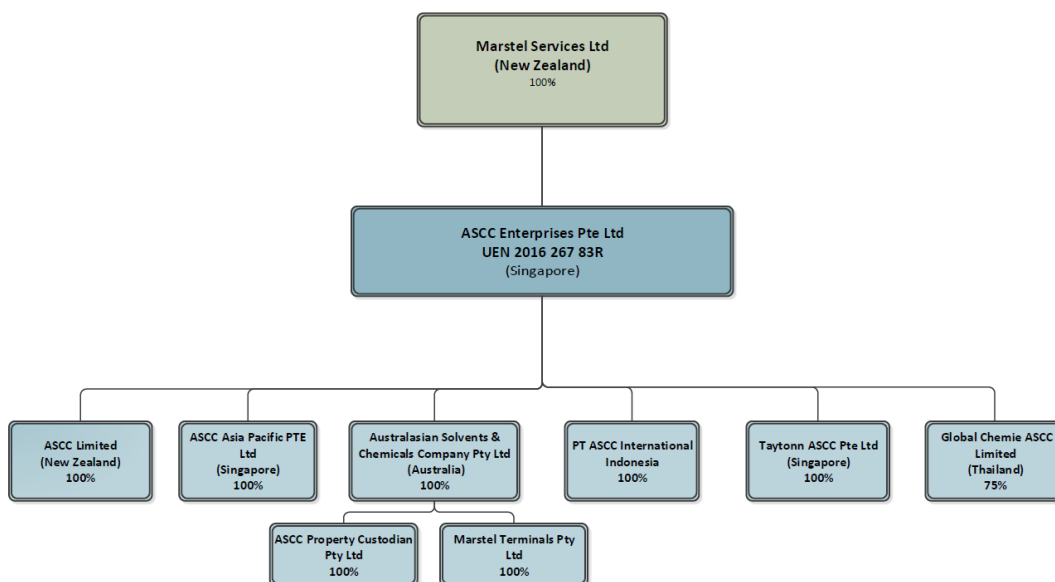 Marstel Services Ltd
(New Zealand)
100%
ASCC Enterprises Pte Ltd
UEN 2016 267 83R
(Singapore)
ASCC Limited
(New Zealand)
100%
ASCC Asia Pacific PTE
Ltd
(Singapore)
100%
Australasian Solvents &
Chemicals Company Pty Ltd
(Australia)
100%
PT ASCC International
Indonesia
100%
Taytonn ASCC Pte Ltd
(Singapore)
100%
Global Chemie ASCC
Limited
(Thailand)
75%
ASCC Property Custodian
Pty Ltd
100%
Marstel Terminals Pty
Ltd
100%